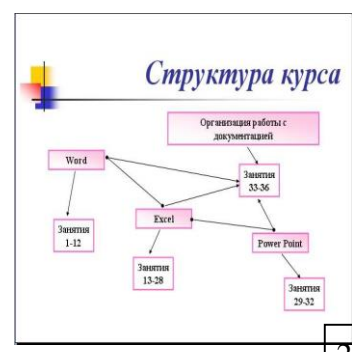 Структура курса
Организация работы с
документацией
Word
Занятия
33-36
Excel
Занятия
1-12
Power Point
Занятия
13-28
Занятия
29-32